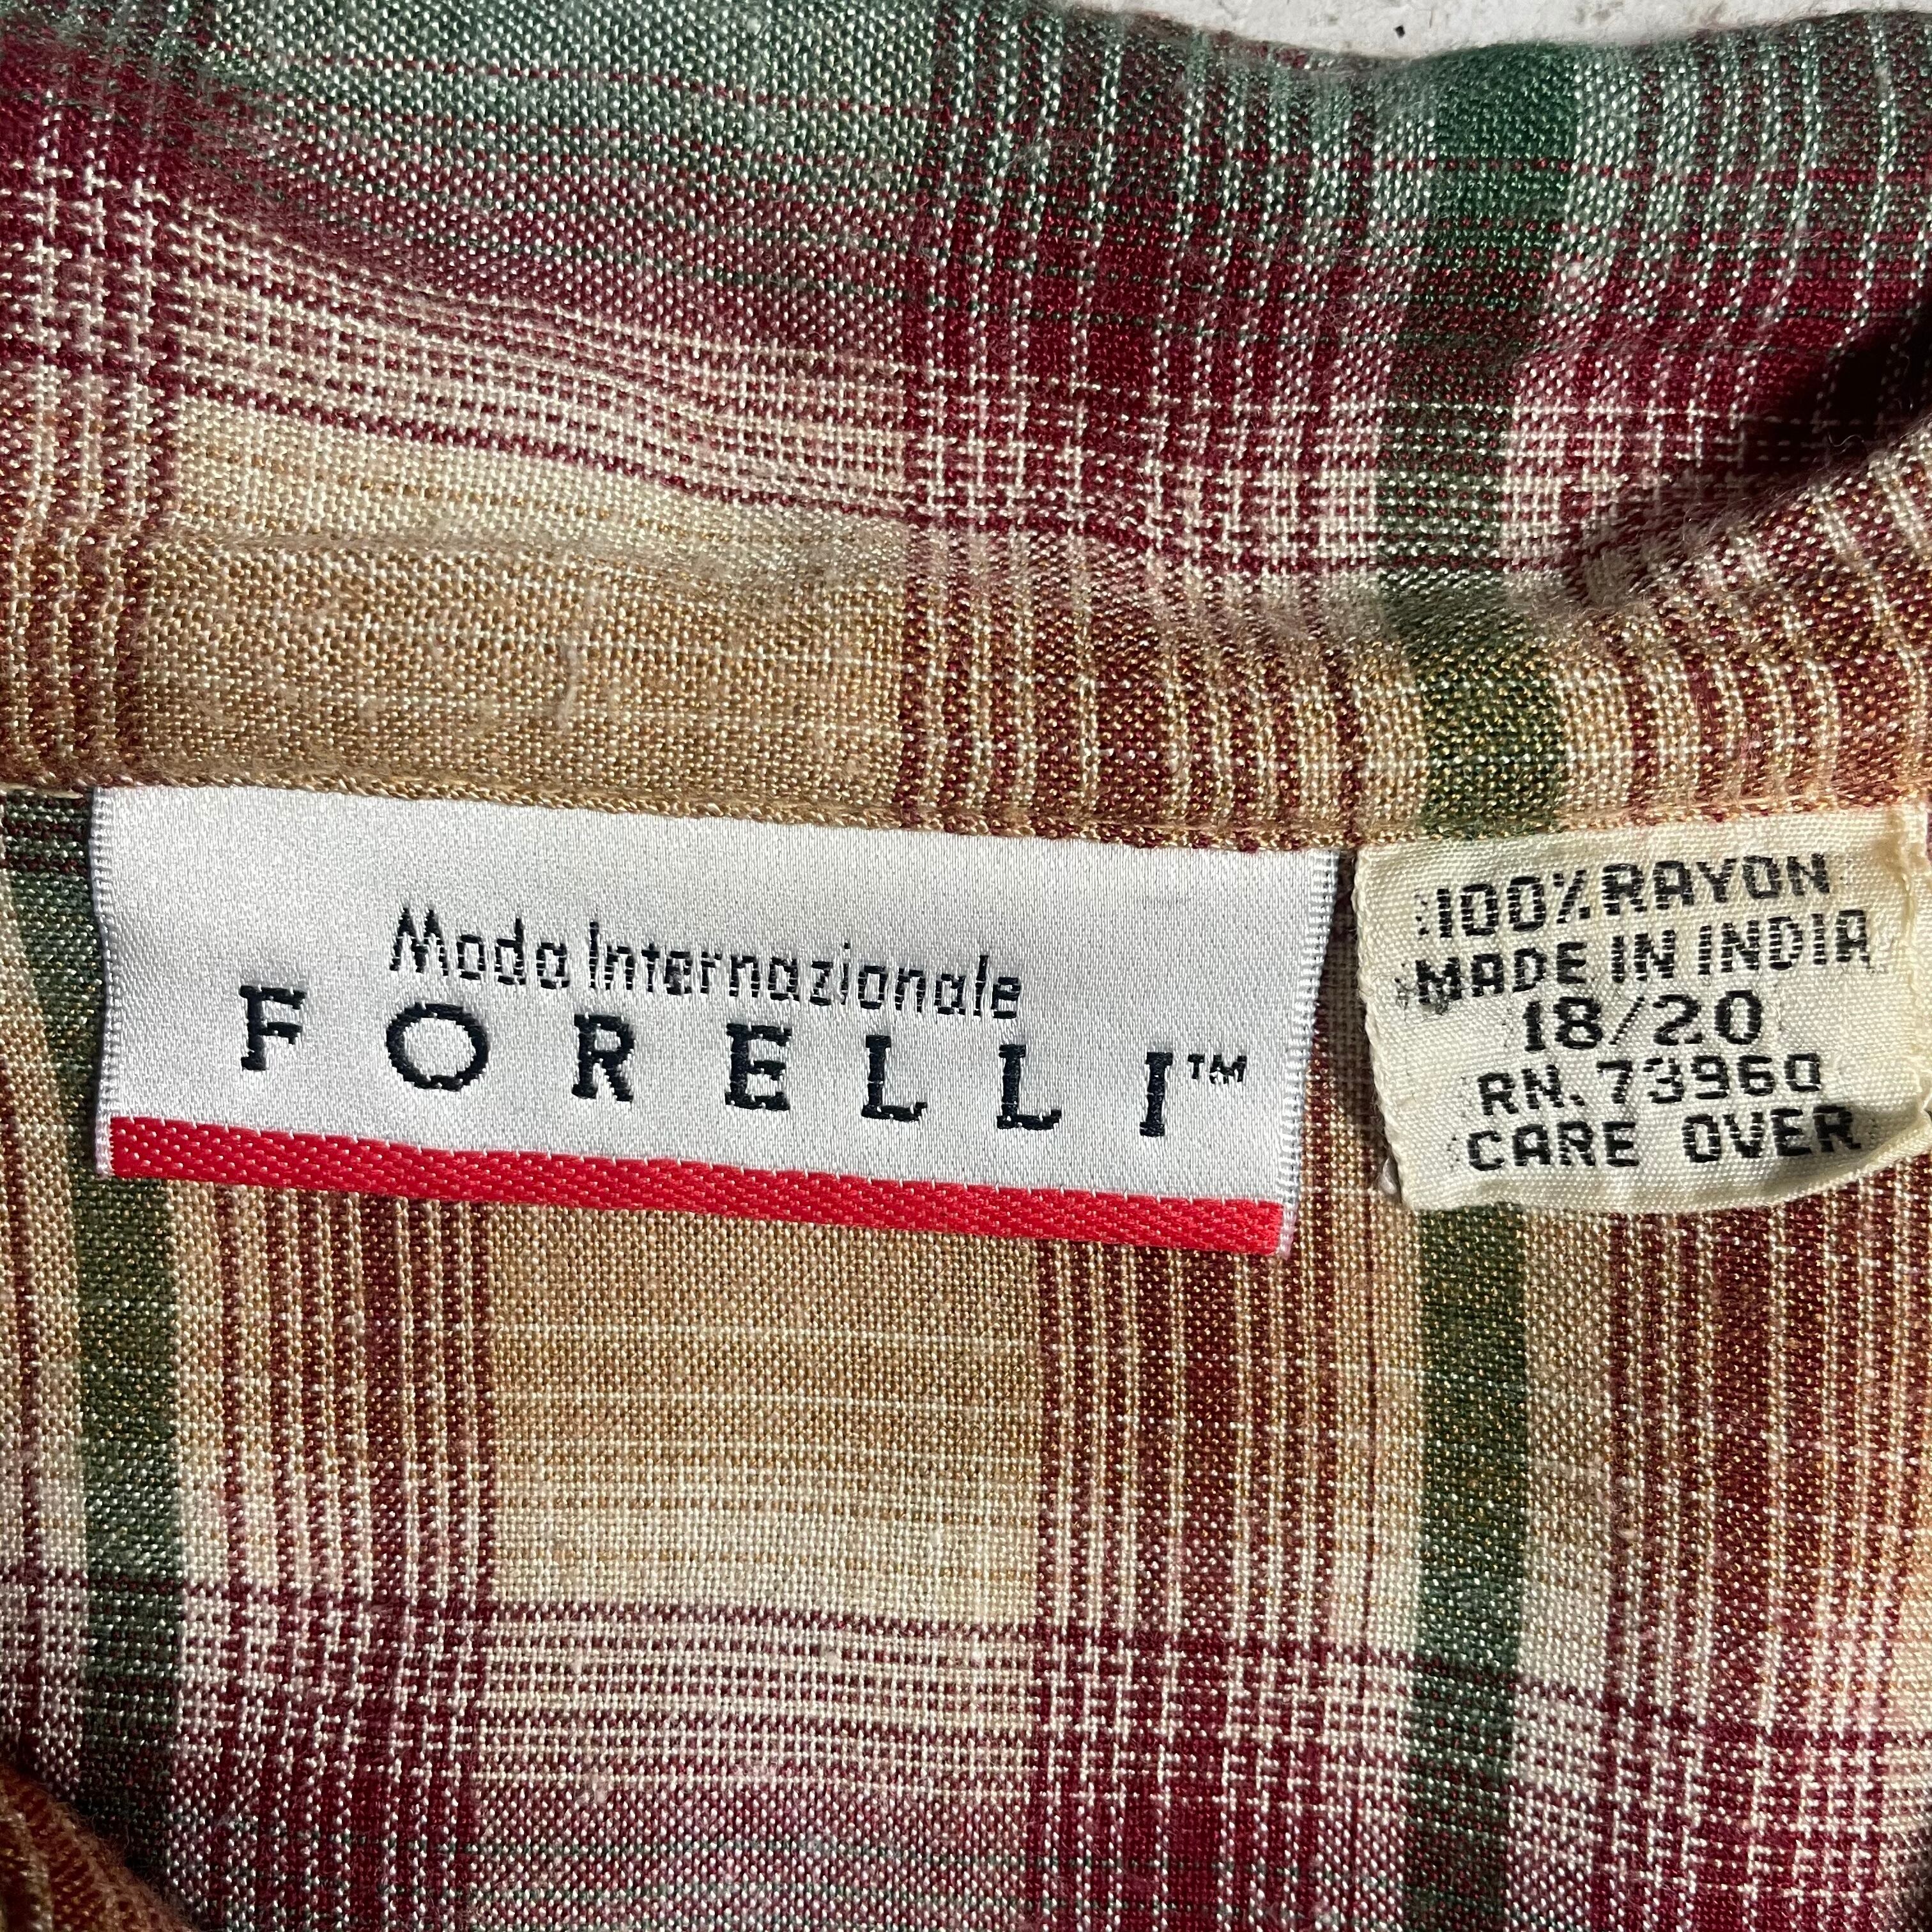 Moda Internazionale
FORELLI™
100% RAYON
MADE IN INDIA
18/20
RN. 73960
CARE OVER